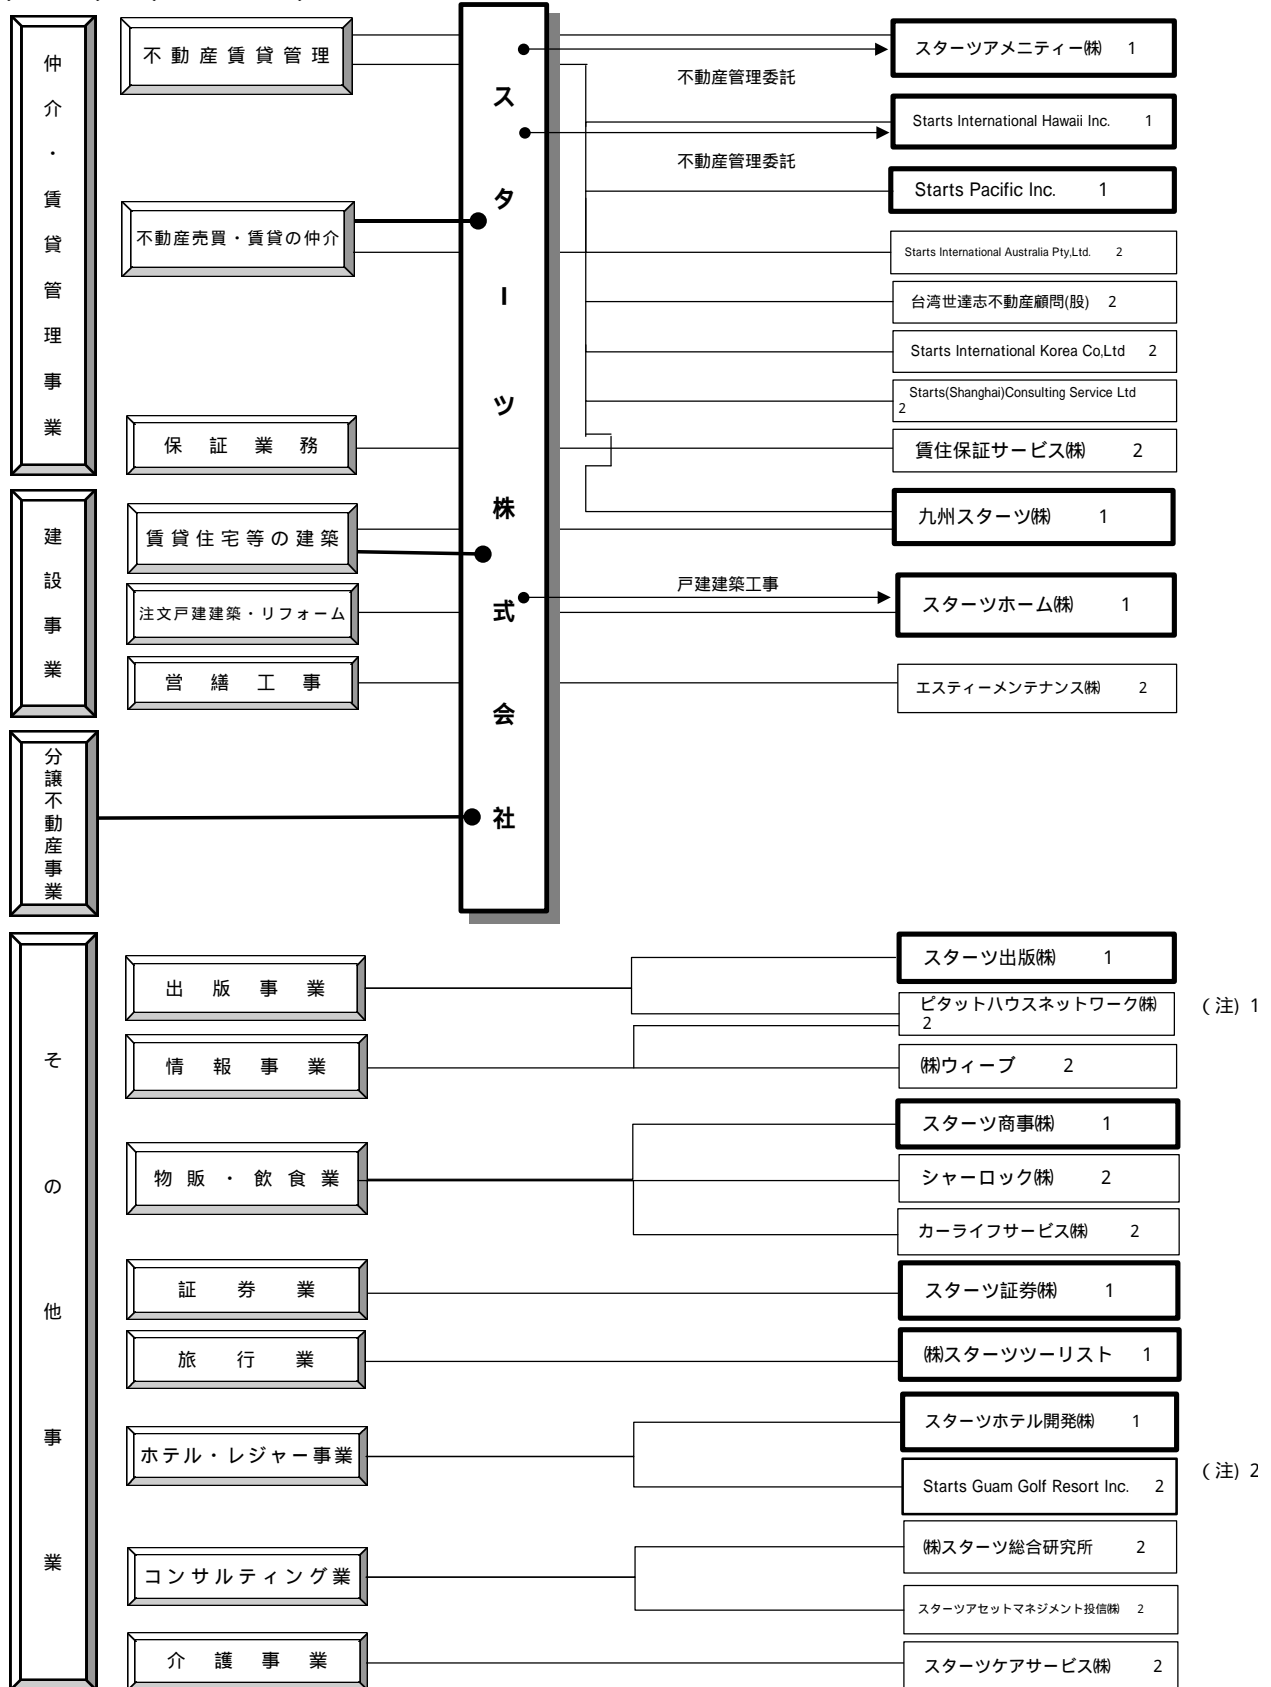 仲介・賃貸管理事業
不動産賃貸管理
不動産売買・賃貸の仲介
保証業務
建設事業
賃貸住宅等の建築
注文戸建建築・リフォーム
営繕工事
分譲不動産事業
スターツ株式会社
不動産管理委託
不動産管理委託
戸建建築工事
スターツアメニティー㈱ 1
Starts International Hawaii Inc. 1
Starts Pacific Inc. 1
Starts International Australia Pty,Ltd. 2
台湾世達志不動産顧問(股) 2
Starts International Korea Co,Ltd 2
Starts(Shanghai)Consulting Service Ltd
2
賃住保証サービス㈱ 2
九州スターツ㈱ 1
スターツホーム㈱ 1
エスティーメンテナンス㈱ 2
その他事業
出版事業
情報事業
物販・飲食業
証券業
旅行業
ホテル・レジャー事業
コンサルティング業
介護事業
スターツ出版㈱ 1
ピタットハウスネットワーク㈱
2
(注) 1
㈱ウィーブ 2
スターツ商事㈱ 1
シャーロック㈱ 2
カーライフサービス㈱ 2
スターツ証券㈱ 1
㈱スターツツーリスト 1
スターツホテル開発㈱ 1
Starts Guam Golf Resort Inc. 2
(注) 2
㈱スターツ総合研究所 2
スターツアセットマネジメント投信㈱ 2
スターツケアサービス㈱ 2